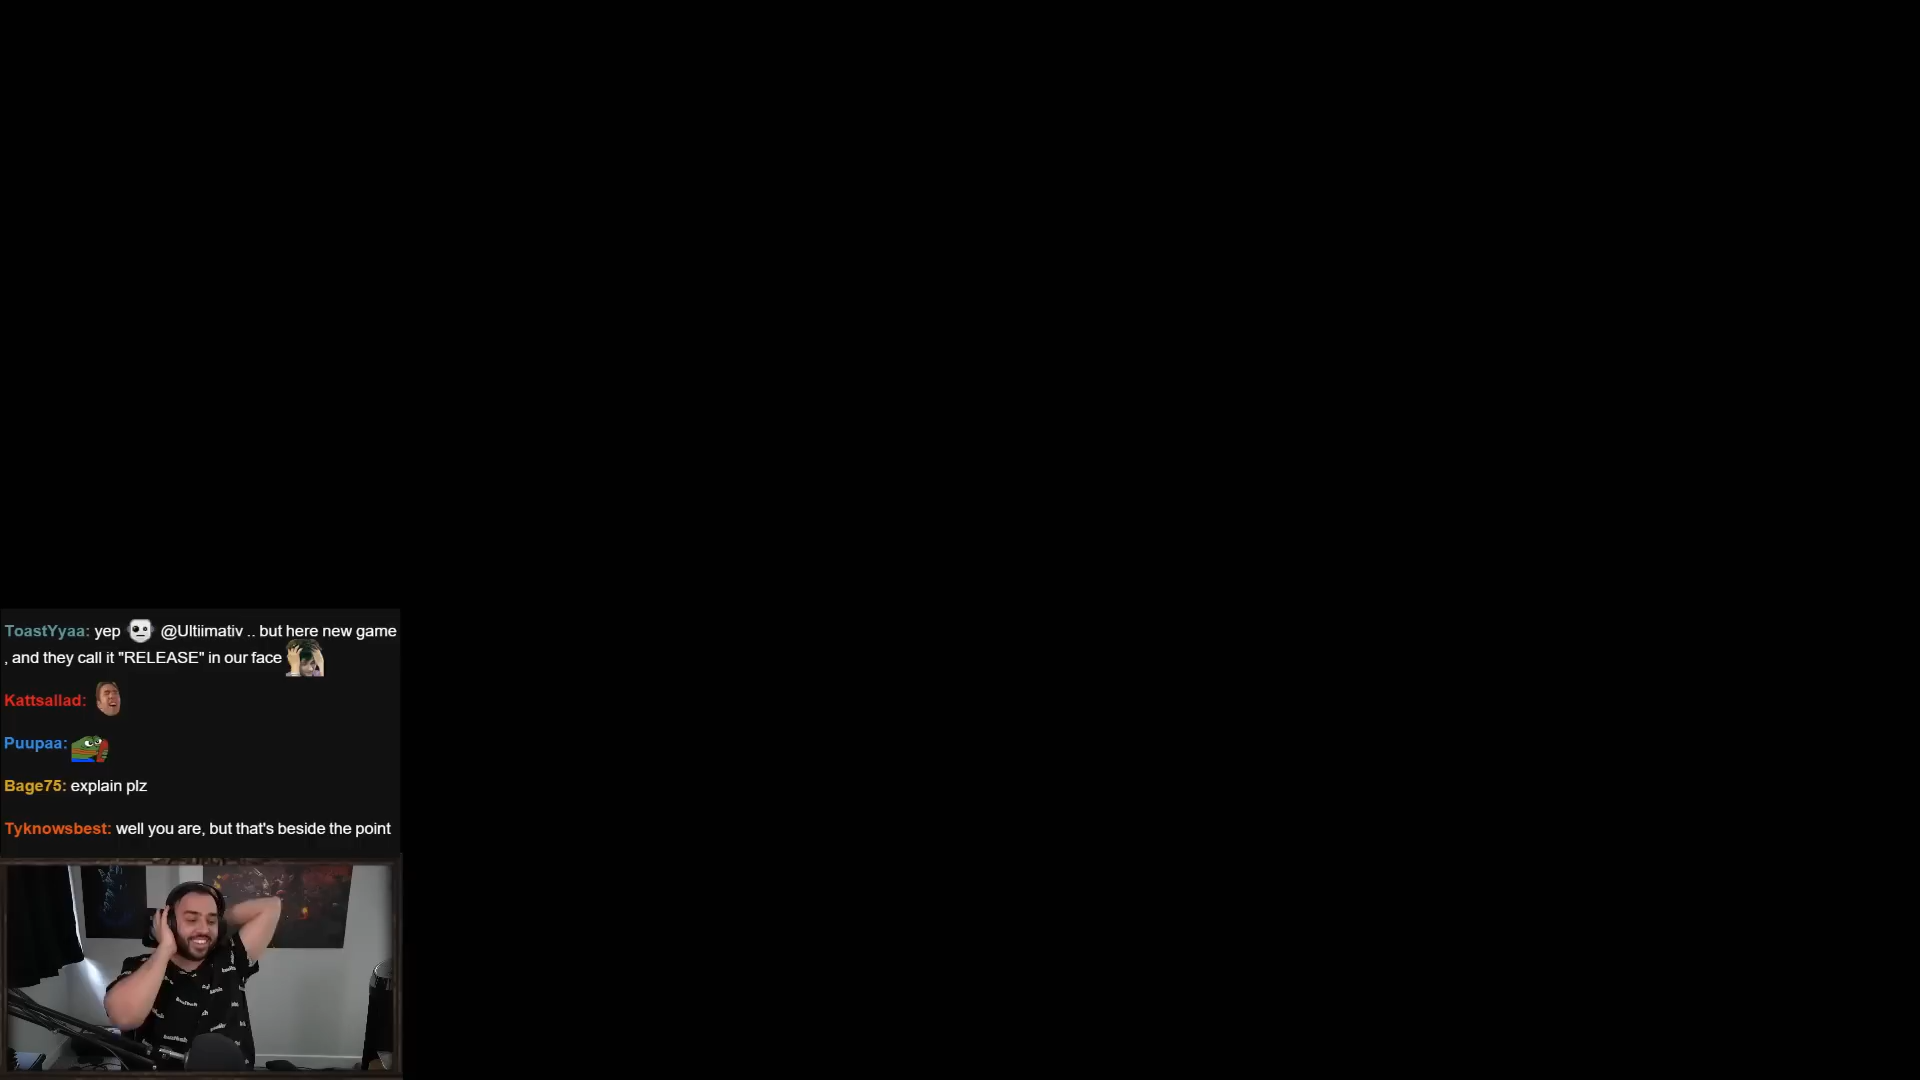 ToastYyaa: yep @Ultiimativ .. but here new game
, and they call it "RELEASE" in our face
Kattsallad:
Puupaa:
Bage75: explain plz
Tyknowsbest: well you are, but that's beside the point